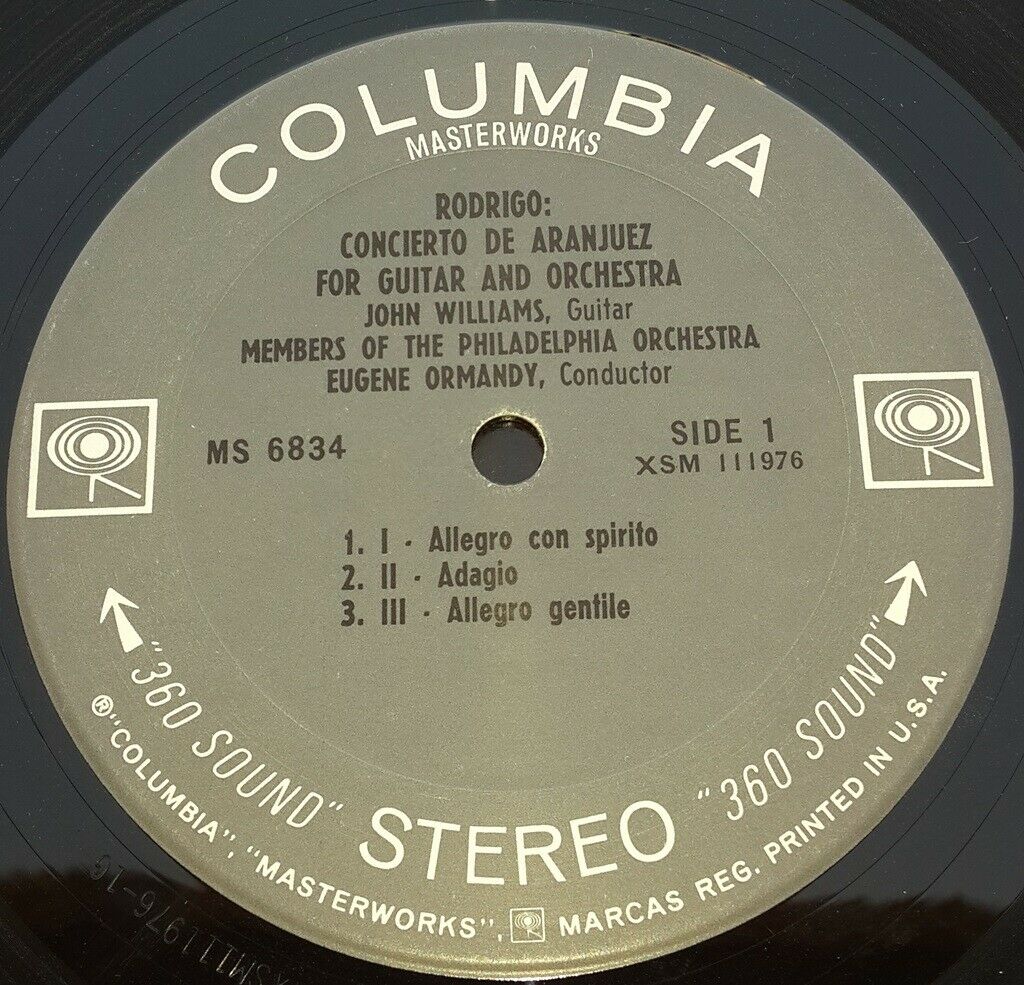 COLUMBIA
MASTERWORKS
RODRIGO:
CONCIERTO DE ARANJUEZ
FOR GUITAR AND ORCHESTRA
JOHN WILLIAMS, Guitar
MEMBERS OF THE PHILADELPHIA ORCHESTRA
EUGENE ORMANDY, Conductor
MS 6834
SIDE 1
XSM 111976
1. I - Allegro con spirito
2. II - Adagio
3. III - Allegro gentile
"360 SOUND" STEREO "360 SOUND"
®"COLUMBIA", "MASTERWORKS", MARCAS REG. PRINTED IN U.S.A.
XSM111976-16